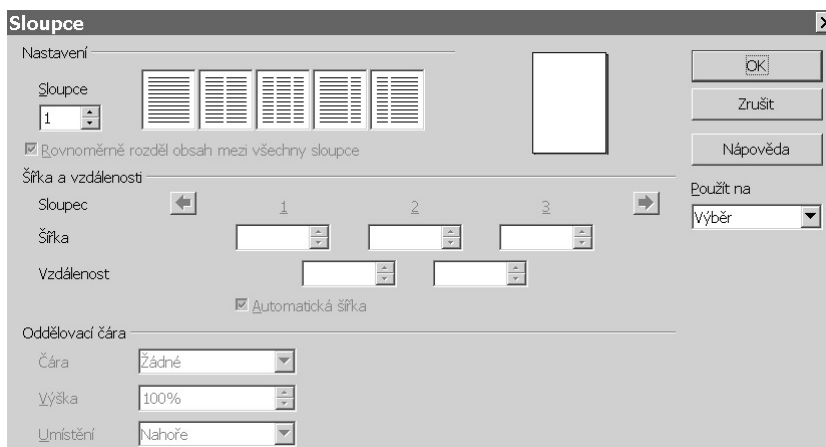 Sloupce
Nastavení
Sloupce
1
Rovnoměrně rozděl obsah mezi všechny sloupce
OK
Zrušit
Nápověda
Šířka a vzdálenosti
Použít na
Výběr
Sloupec 1 2 3
Šířka
Vzdálenost
Automatická šířka
Oddělovací čára
Čára Žádné
Výška 100%
Umístění Nahoře